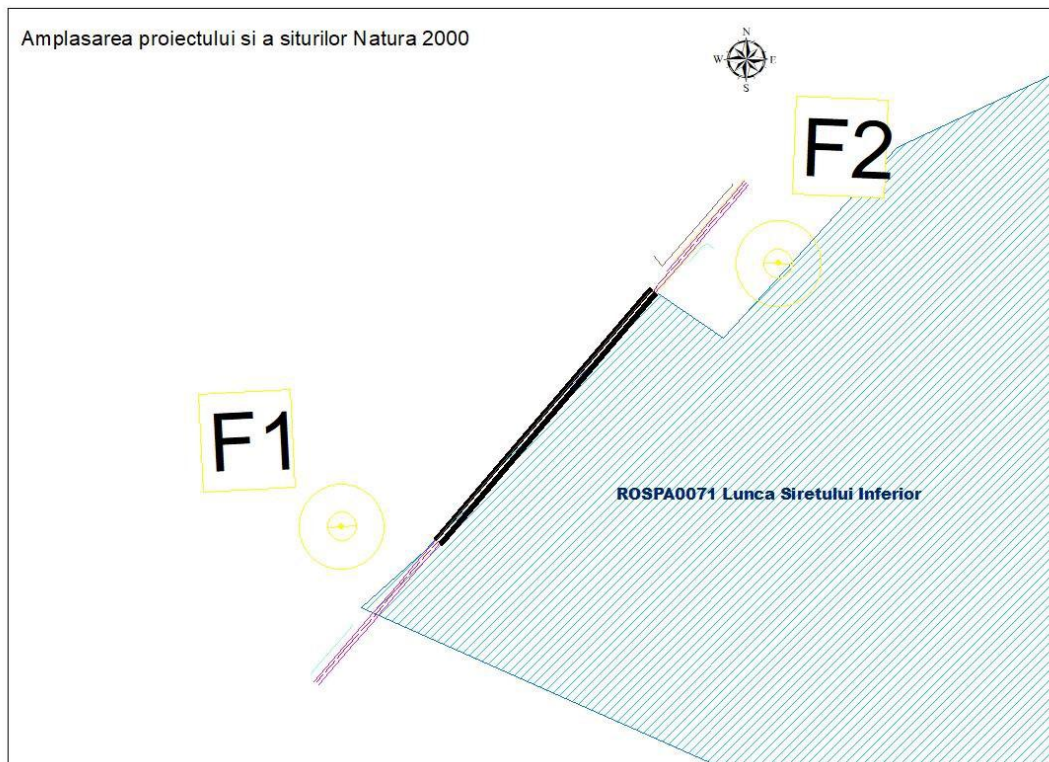 Amplasarea proiectului si a siturilor Natura 2000
N
W E
S
F2
F1
ROSPA0071 Lunca Siretului Inferior